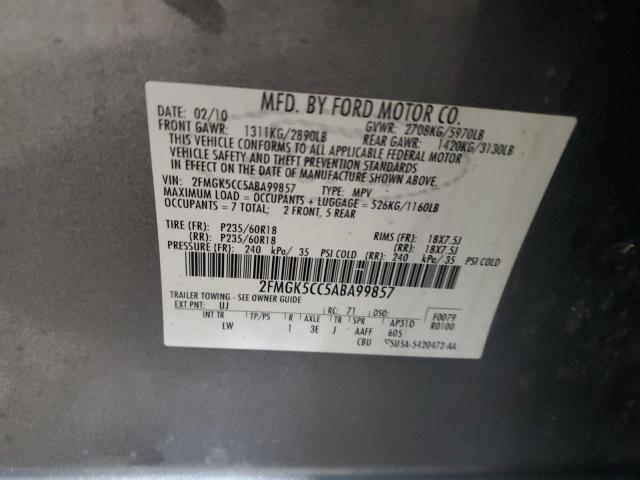 MFD. BY FORD MOTOR CO.
DATE: 02/10 GVWR: 2708KG/5970LB
FRONT GAWR: 1311KG/2890LB REAR GAWR: 1420KG/3130LB
THIS VEHICLE CONFORMS TO ALL APPLICABLE FEDERAL MOTOR
VEHICLE SAFETY AND THEFT PREVENTION STANDARDS
IN EFFECT ON THE DATE OF MANUFACTURE SHOWN ABOVE.
VIN: 2FMGK5CC5ABA99857 TYPE: MPV
MAXIMUM LOAD = OCCUPANTS + LUGGAGE = 526KG/1160LB
OCCUPANTS = 7 TOTAL; 2 FRONT, 5 REAR
TIRE (FR): P235/60R18 RIMS (FR): 18X7.5J
(RR): P235/60R18 (RR): 18X7.5J
PRESSURE (FR): 240 kPa/ 35 PSI COLD (RR): 240 kPa/ 35 PSI COLD
2FMGK5CC5ABA99857
TRAILER TOWING - SEE OWNER GUIDE
EXT PNT: UJ RC: 71 DSO: F0079
INT TR TP/PS R AXLE TR SPR AP31D R0100
LW 1 3E J AAFF 605
CBU 5U5A-5420472-AA